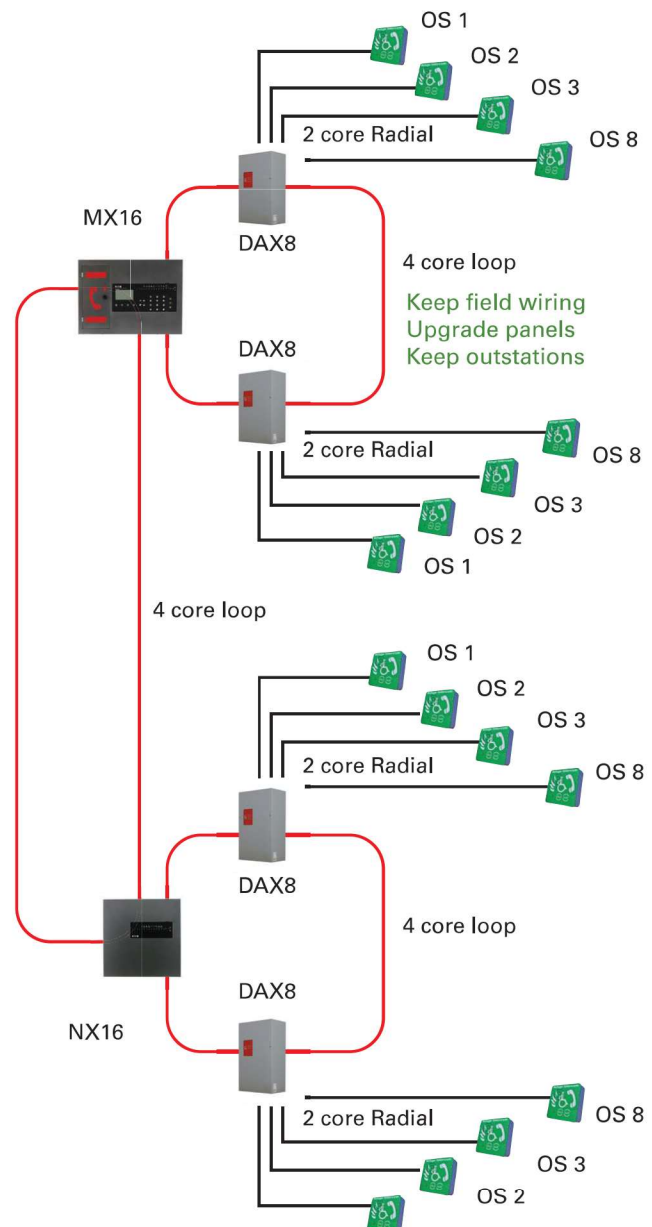 OS 1
OS 2
OS 3
2 core Radial
OS 8
MX16
DAX8
4 core loop
Keep field wiring
Upgrade panels
Keep outstations
DAX8
2 core Radial
OS 8
OS 3
OS 2
OS 1
4 core loop
OS 1
OS 2
OS 3
2 core Radial
OS 8
DAX8
4 core loop
DAX8
NX16
2 core Radial
OS 8
OS 3
OS 2